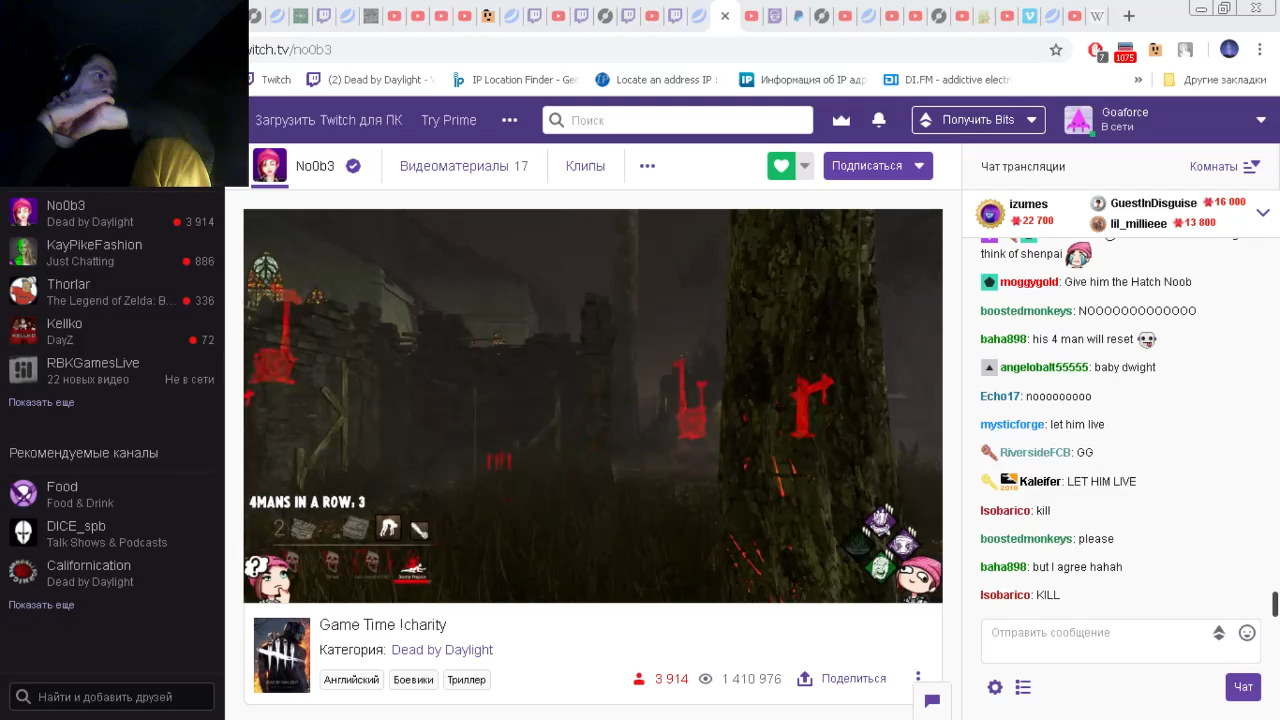 7
1075
itch.tv/no0b3
Twitch
(2) Dead by Daylight -
IP Location Finder - Ge
Locate an address IP :
Информация об IP адр
DI.FM - addictive electr
»
Другие закладки
Загрузить Twitch для ПК
Try Prime
Поиск
Получить Bits
Goaforce
В сети
No0b3
Видеоматериалы 17
Клипы
Подписаться
Чат трансляции
Комнаты
No0b3
Dead by Daylight
3 914
KayPikeFashion
Just Chatting
886
Thorlar
The Legend of Zelda: B...
336
Kellko
DayZ
72
RBKGamesLive
22 новых видео
Не в сети
Показать еще
Рекомендуемые каналы
Food
Food & Drink
DICE_spb
Talk Shows & Podcasts
Californication
Dead by Daylight
Показать еще
Найти и добавить друзей
4MANS IN A ROW: 3
2
Game Time !charity
Категория: Dead by Daylight
Английский
Боевики
Триллер
3 914
1 410 976
Поделиться
izumes
22 700
GuestInDisguise
16 000
lil_millieee
13 800
think of shenpai
moggygold: Give him the Hatch Noob
boostedmonkeys: NOOOOOOOOOOOOO
baha898: his 4 man will reset
angelobalt55555: baby dwight
Echo17: nooooooooo
mysticforge: let him live
RiversideFCB: GG
Kaleifer: LET HIM LIVE
Isobarico: kill
boostedmonkeys: please
baha898: but I agree hahah
Isobarico: KILL
Отправить сообщение
Чат